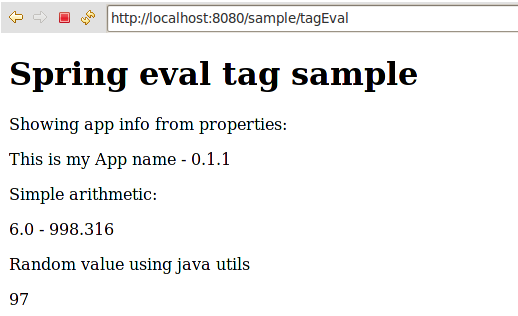 http://localhost:8080/sample/tagEval
Spring eval tag sample
Showing app info from properties:
This is my App name - 0.1.1
Simple arithmetic:
6.0 - 998.316
Random value using java utils
97